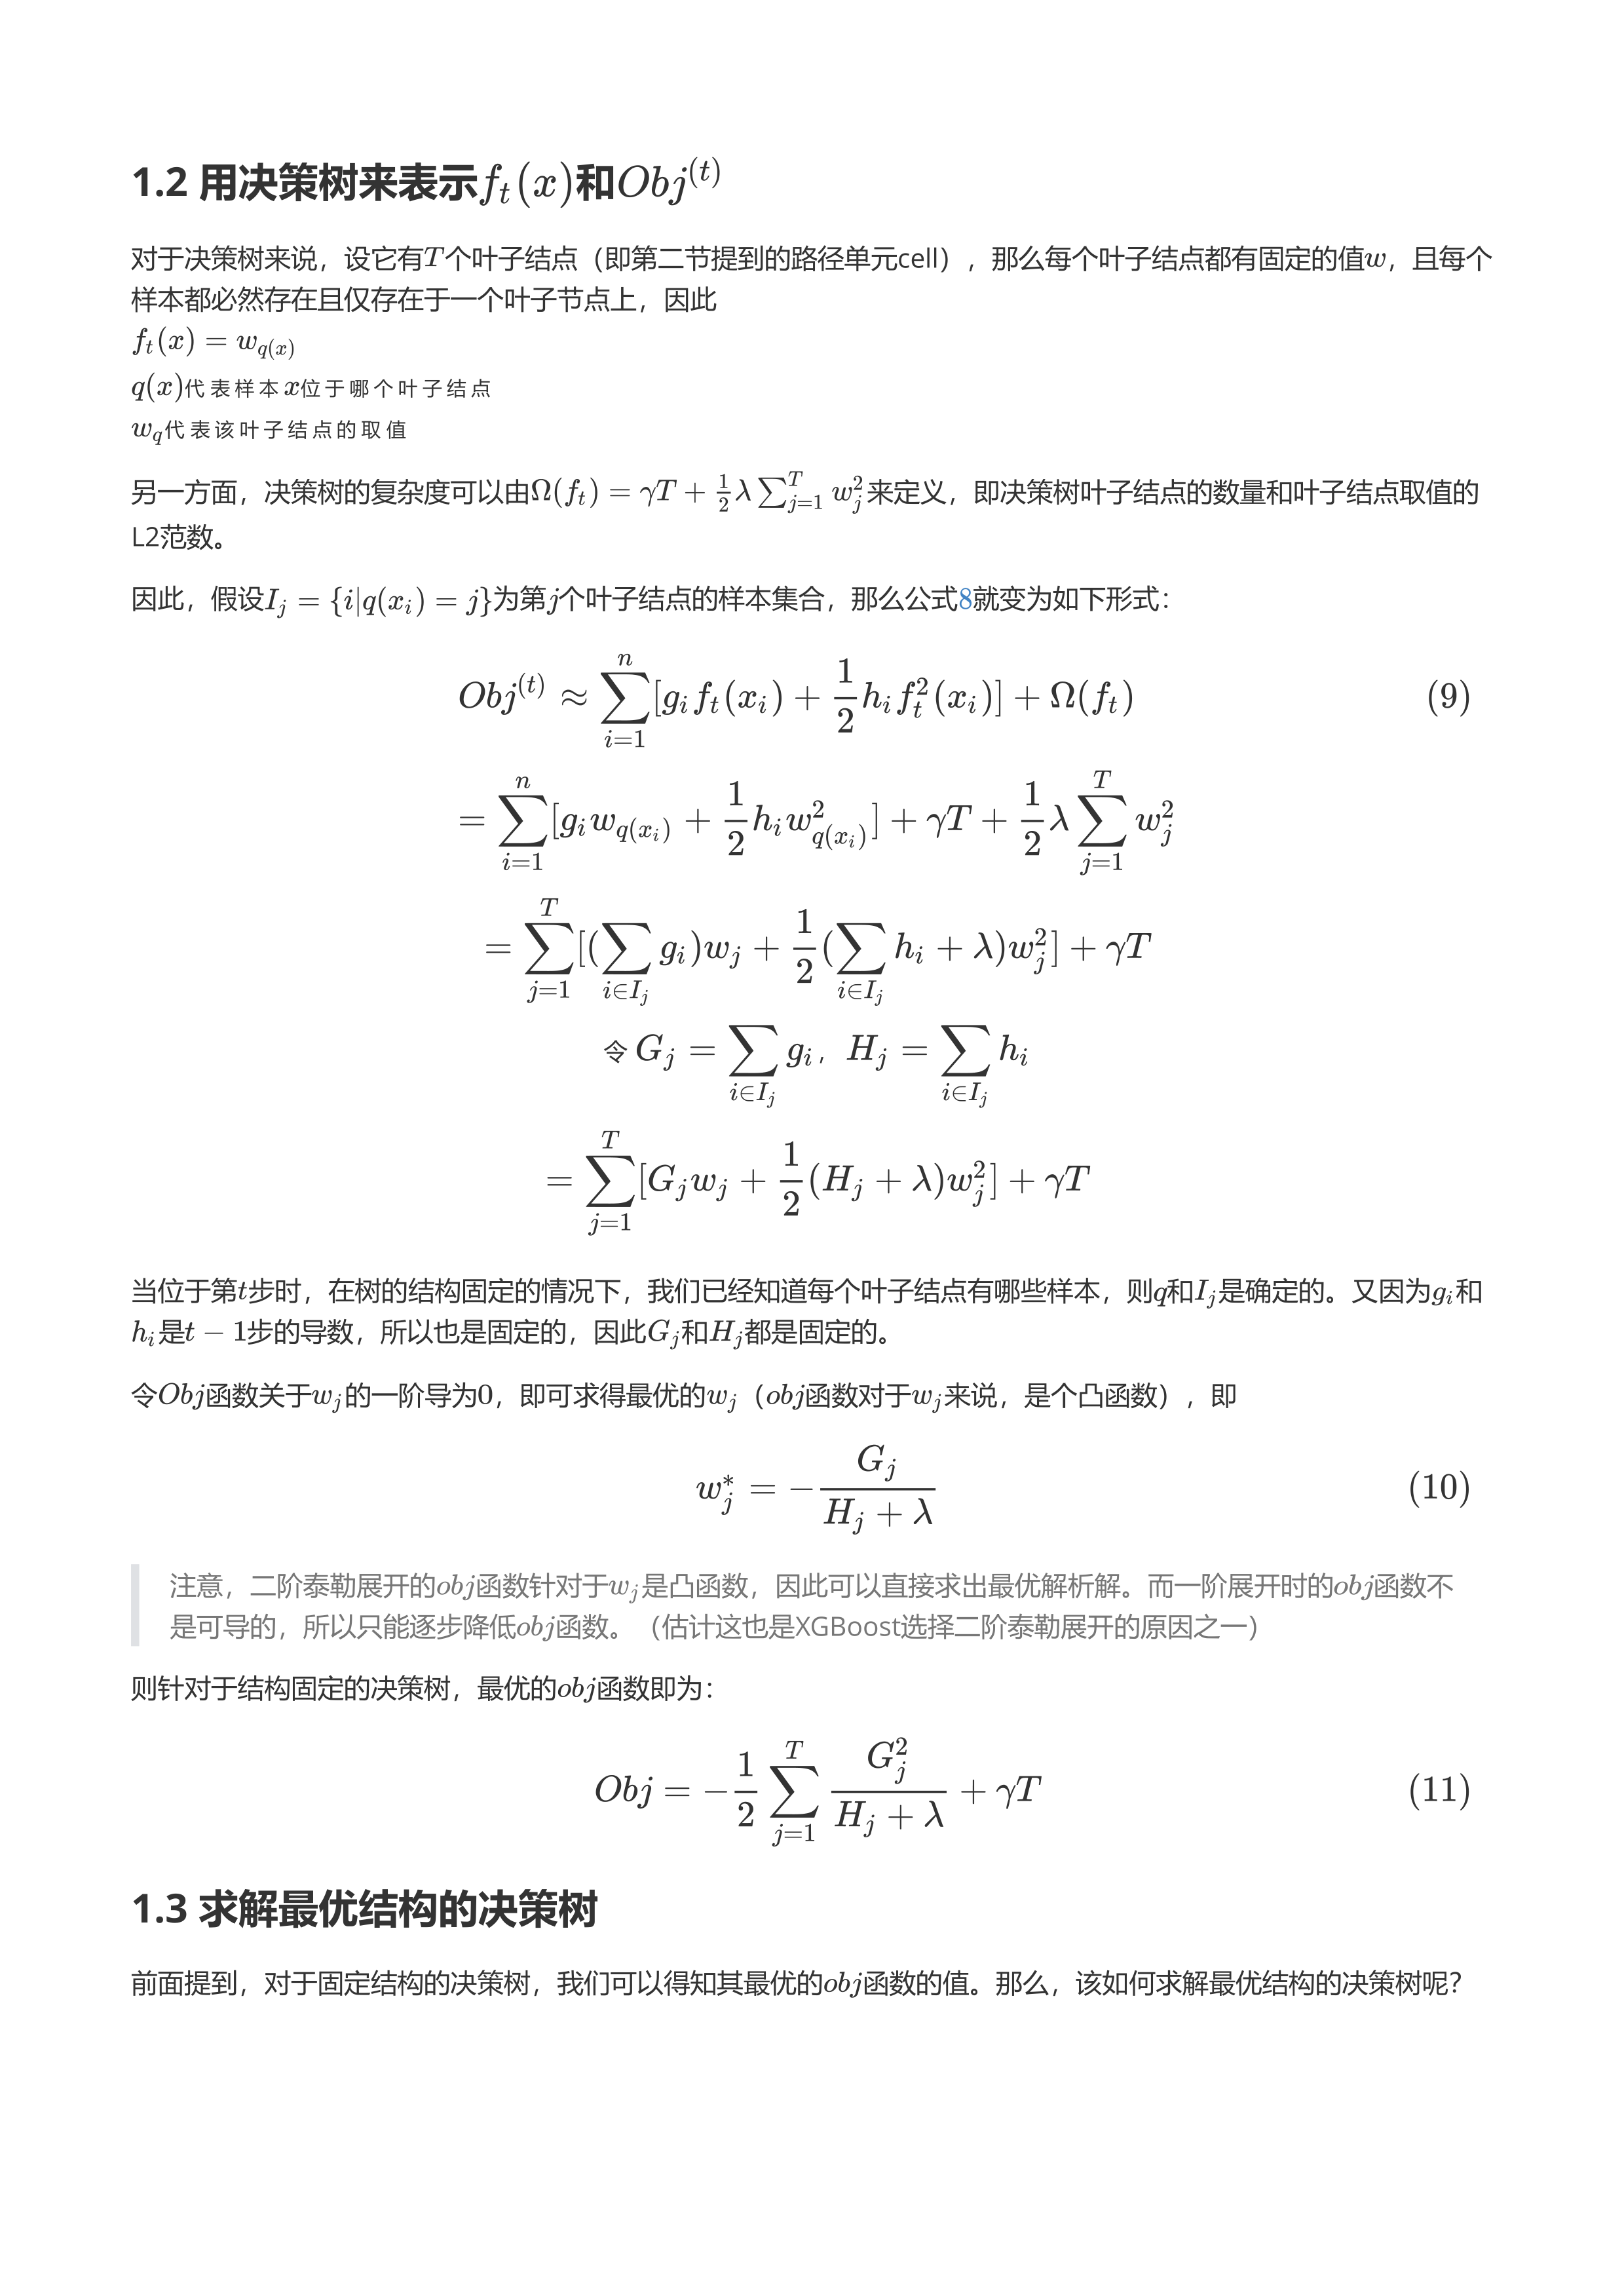 1.2 用决策树来表示$f_t(x)$和$Obj^{(t)}$
对于决策树来说，设它有$T$个叶子结点（即第二节提到的路径单元cell），那么每个叶子结点都有固定的值$w$，且每个
样本都必然存在且仅存在于一个叶子节点上，因此
$f_t(x) = w_{q(x)}$
$q(x)$代表样本$x$位于哪个叶子结点
$w_q$代表该叶子结点的取值
另一方面，决策树的复杂度可以由$\Omega(f_t) = \gamma T + \frac{1}{2}\lambda \sum_{j=1}^{T} w_j^2$来定义，即决策树叶子结点的数量和叶子结点取值的
L2范数。
因此，假设$I_j = \{i|q(x_i) = j\}$为第$j$个叶子结点的样本集合，那么公式8就变为如下形式：
$Obj^{(t)} \approx \sum_{i=1}^{n} [g_i f_t(x_i) + \frac{1}{2} h_i f_t^2(x_i)] + \Omega(f_t)$ (9)
$= \sum_{i=1}^{n} [g_i w_{q(x_i)} + \frac{1}{2} h_i w_{q(x_i)}^2] + \gamma T + \frac{1}{2} \lambda \sum_{j=1}^{T} w_j^2$
$= \sum_{j=1}^{T} [(\sum_{i \in I_j} g_i) w_j + \frac{1}{2} (\sum_{i \in I_j} h_i + \lambda) w_j^2] + \gamma T$
令 $G_j = \sum_{i \in I_j} g_i$，$H_j = \sum_{i \in I_j} h_i$
$= \sum_{j=1}^{T} [G_j w_j + \frac{1}{2} (H_j + \lambda) w_j^2] + \gamma T$
当位于第$t$步时，在树的结构固定的情况下，我们已经知道每个叶子结点有哪些样本，则$q$和$I_j$是确定的。又因为$g_i$和
$h_i$是$t - 1$步的导数，所以也是固定的，因此$G_j$和$H_j$都是固定的。
令$Obj$函数关于$w_j$的一阶导为0，即可求得最优的$w_j$（$obj$函数对于$w_j$来说，是个凸函数），即
$w_j^* = -\frac{G_j}{H_j + \lambda}$ (10)
注意，二阶泰勒展开的$obj$函数针对于$w_j$是凸函数，因此可以直接求出最优解析解。而一阶展开时的$obj$函数不
是可导的，所以只能逐步降低$obj$函数。（估计这也是XGBoost选择二阶泰勒展开的原因之一）
则针对于结构固定的决策树，最优的$obj$函数即为：
$Obj = -\frac{1}{2} \sum_{j=1}^{T} \frac{G_j^2}{H_j + \lambda} + \gamma T$ (11)
1.3 求解最优结构的决策树
前面提到，对于固定结构的决策树，我们可以得知其最优的$obj$函数的值。那么，该如何求解最优结构的决策树呢？